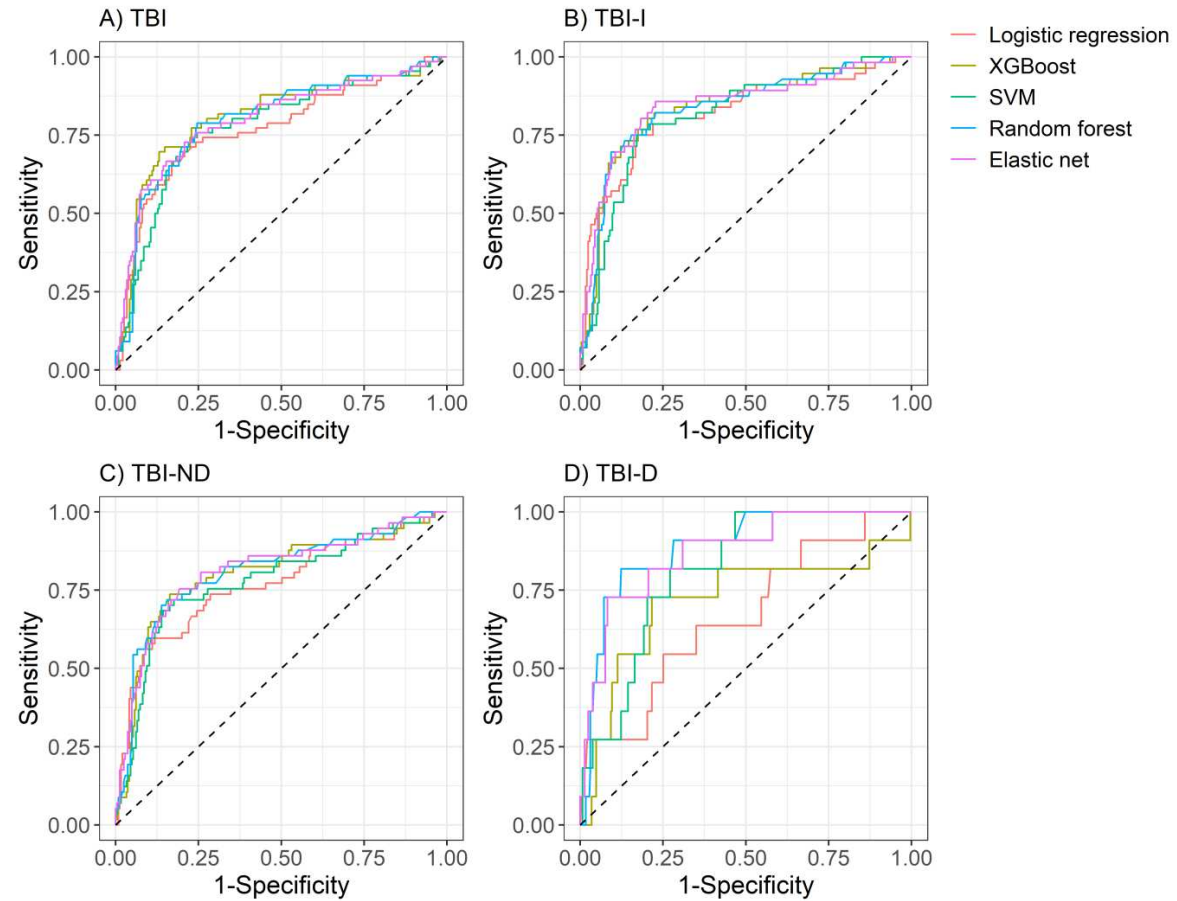 A) TBI
1.00
0.75
0.50
0.25
0.00
Sensitivity
0.00 0.25 0.50 0.75 1.00
1-Specificity
B) TBI-I
1.00
0.75
0.50
0.25
0.00
Sensitivity
0.00 0.25 0.50 0.75 1.00
1-Specificity
Logistic regression
XGBoost
SVM
Random forest
Elastic net
C) TBI-ND
1.00
0.75
0.50
0.25
0.00
Sensitivity
0.00 0.25 0.50 0.75 1.00
1-Specificity
D) TBI-D
1.00
0.75
0.50
0.25
0.00
Sensitivity
0.00 0.25 0.50 0.75 1.00
1-Specificity